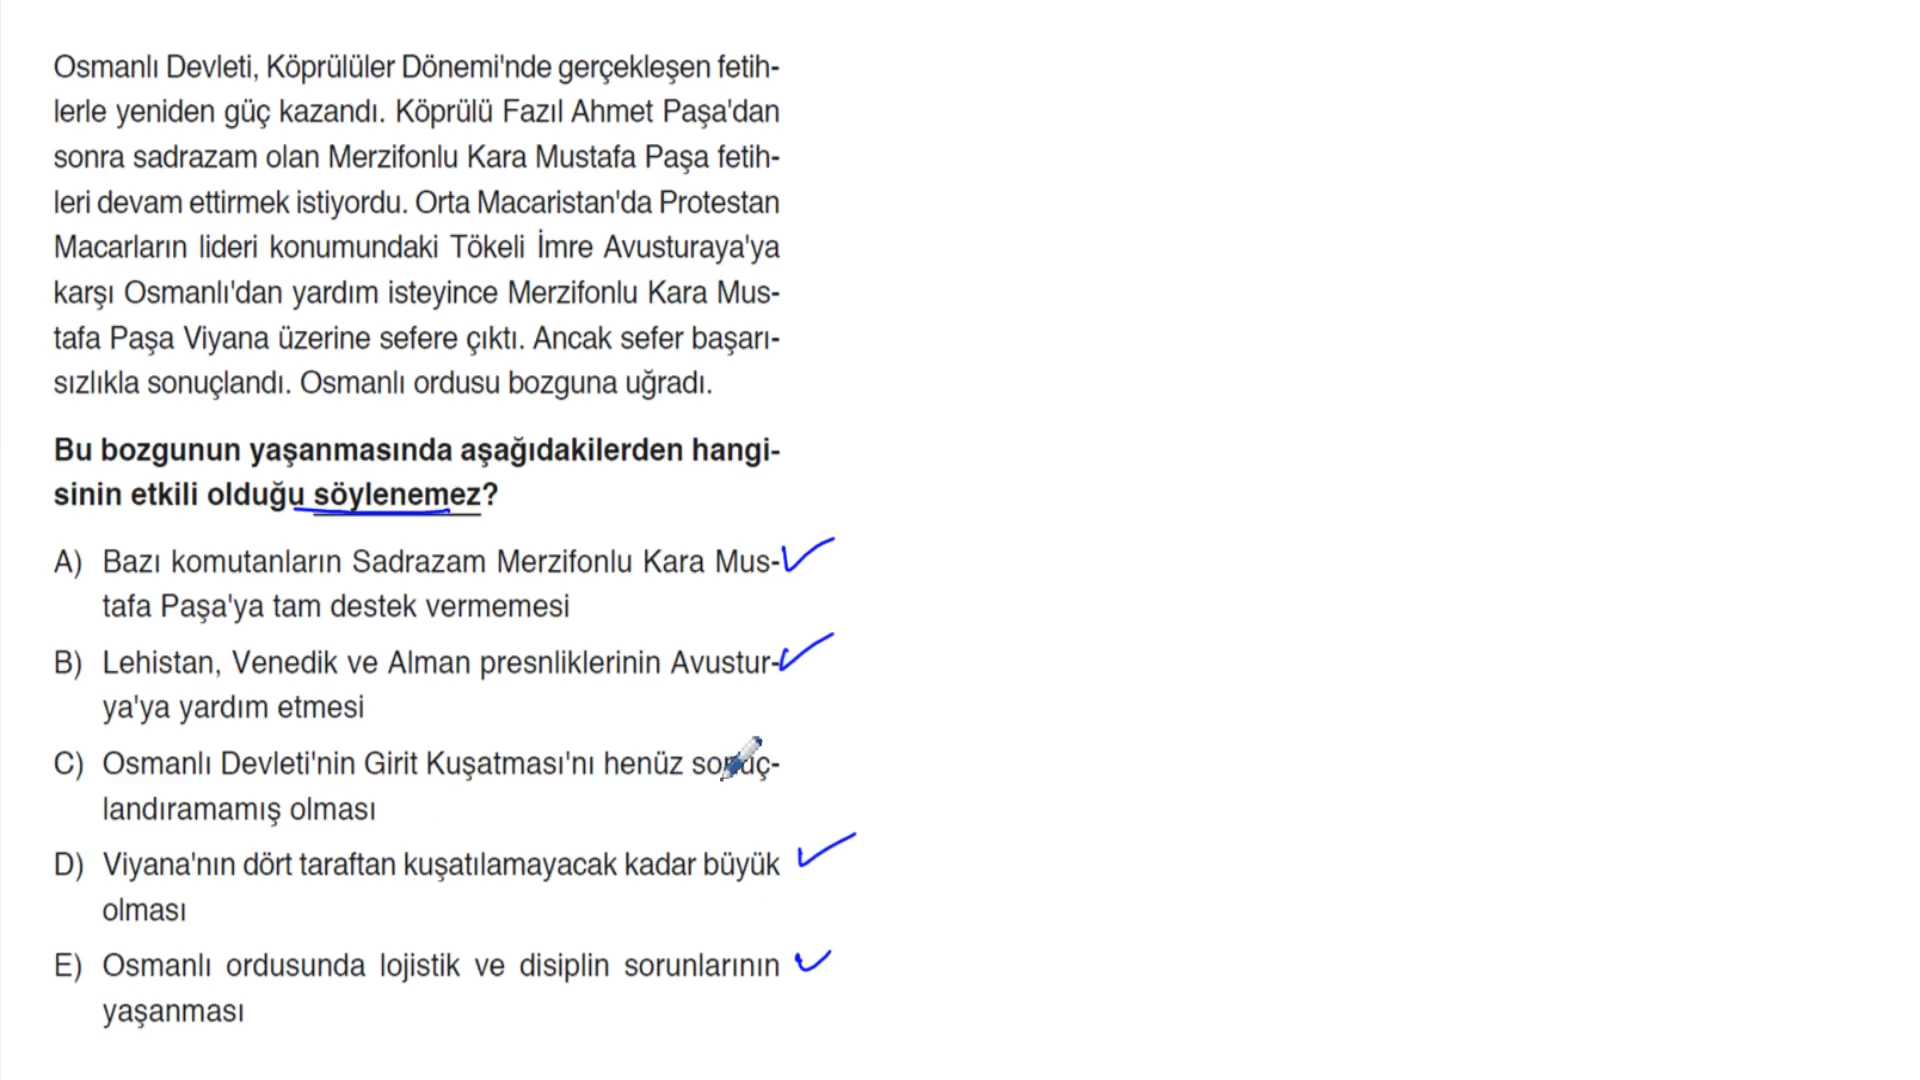 Osmanlı Devleti, Köprülüler Dönemi'nde gerçekleşen fetih-
lerle yeniden güç kazandı. Köprülü Fazıl Ahmet Paşa'dan
sonra sadrazam olan Merzifonlu Kara Mustafa Paşa fetih-
leri devam ettirmek istiyordu. Orta Macaristan'da Protestan
Macarların lideri konumundaki Tökeli İmre Avusturaya'ya
karşı Osmanlı'dan yardım isteyince Merzifonlu Kara Mus-
tafa Paşa Viyana üzerine sefere çıktı. Ancak sefer başarı-
sızlıkla sonuçlandı. Osmanlı ordusu bozguna uğradı.
Bu bozgunun yaşanmasında aşağıdakilerden hangi-
sinin etkili olduğu söylenemez?
A) Bazı komutanların Sadrazam Merzifonlu Kara Mus-
tafa Paşa'ya tam destek vermemesi
B) Lehistan, Venedik ve Alman presnliklerinin Avustur-
ya'ya yardım etmesi
C) Osmanlı Devleti'nin Girit Kuşatması'nı henüz sonuç-
landıramamış olması
D) Viyana'nın dört taraftan kuşatılamayacak kadar büyük
olması
E) Osmanlı ordusunda lojistik ve disiplin sorunlarının
yaşanması